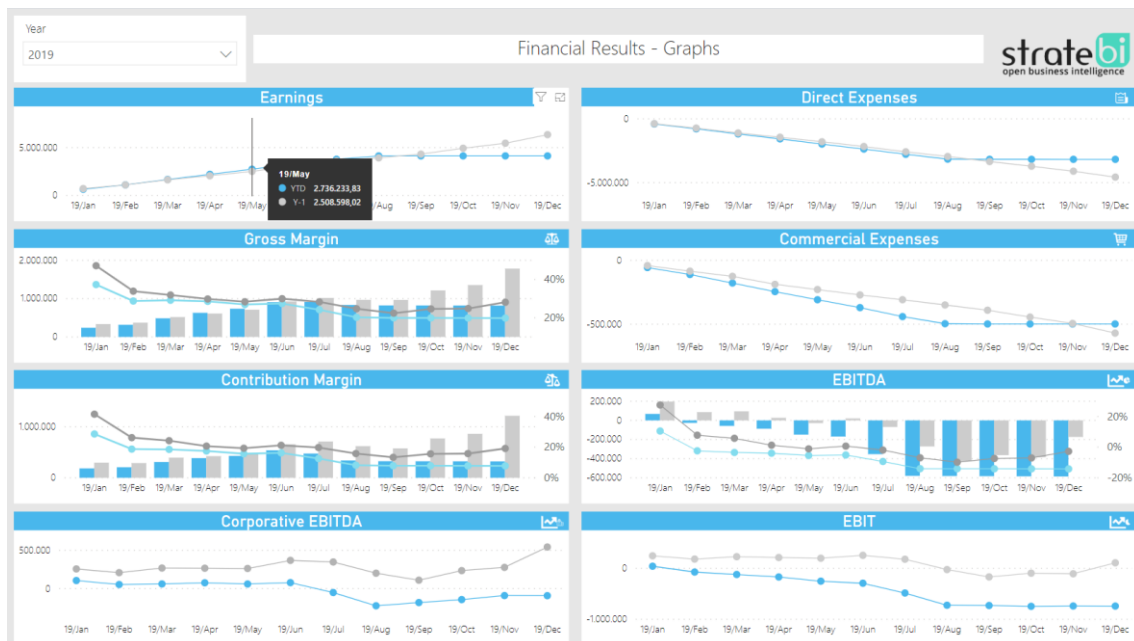 Year
2019
Financial Results - Graphs
stratebi
open business intelligence
Earnings
5.000.000
0
19/May
YTD 2.736.233,83
Y-1 2.508.598,02
19/Jan 19/Feb 19/Mar 19/Apr 19/May 19/Aug 19/Sep 19/Oct 19/Nov 19/Dec
Direct Expenses
0
-5.000.000
19/Jan 19/Feb 19/Mar 19/Apr 19/May 19/Jun 19/Jul 19/Aug 19/Sep 19/Oct 19/Nov 19/Dec
Gross Margin
2.000.000
40%
1.000.000
20%
0
19/Jan 19/Feb 19/Mar 19/Apr 19/May 19/Jun 19/Jul 19/Aug 19/Sep 19/Oct 19/Nov 19/Dec
Commercial Expenses
0
-500.000
19/Jan 19/Feb 19/Mar 19/Apr 19/May 19/Jun 19/Jul 19/Aug 19/Sep 19/Oct 19/Nov 19/Dec
Contribution Margin
40%
1.000.000
20%
0
0%
19/Jan 19/Feb 19/Mar 19/Apr 19/May 19/Jun 19/Jul 19/Aug 19/Sep 19/Oct 19/Nov 19/Dec
EBITDA
200.000
20%
0
-200.000
0%
-400.000
-600.000
-20%
19/Jan 19/Feb 19/Mar 19/Apr 19/May 19/Jun 19/Jul 19/Aug 19/Sep 19/Oct 19/Nov 19/Dec
Corporative EBITDA
500.000
0
19/Jan 19/Feb 19/Mar 19/Apr 19/May 19/Jun 19/Jul 19/Aug 19/Sep 19/Oct 19/Nov 19/Dec
EBIT
0
-1.000.000
19/Jan 19/Feb 19/Mar 19/Apr 19/May 19/Jun 19/Jul 19/Aug 19/Sep 19/Oct 19/Nov 19/Dec